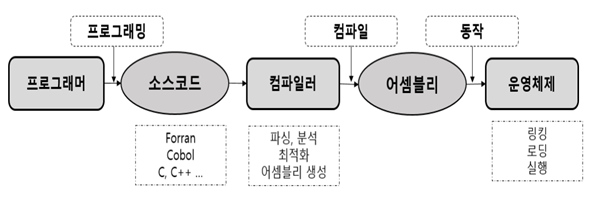 프로그래밍
컴파일
동작
프로그래머
소스코드
컴파일러
어셈블리
운영체제
Forran
Cobol
C, C++ ...
파싱, 분석
최적화
어셈블리 생성
링킹
로딩
실행